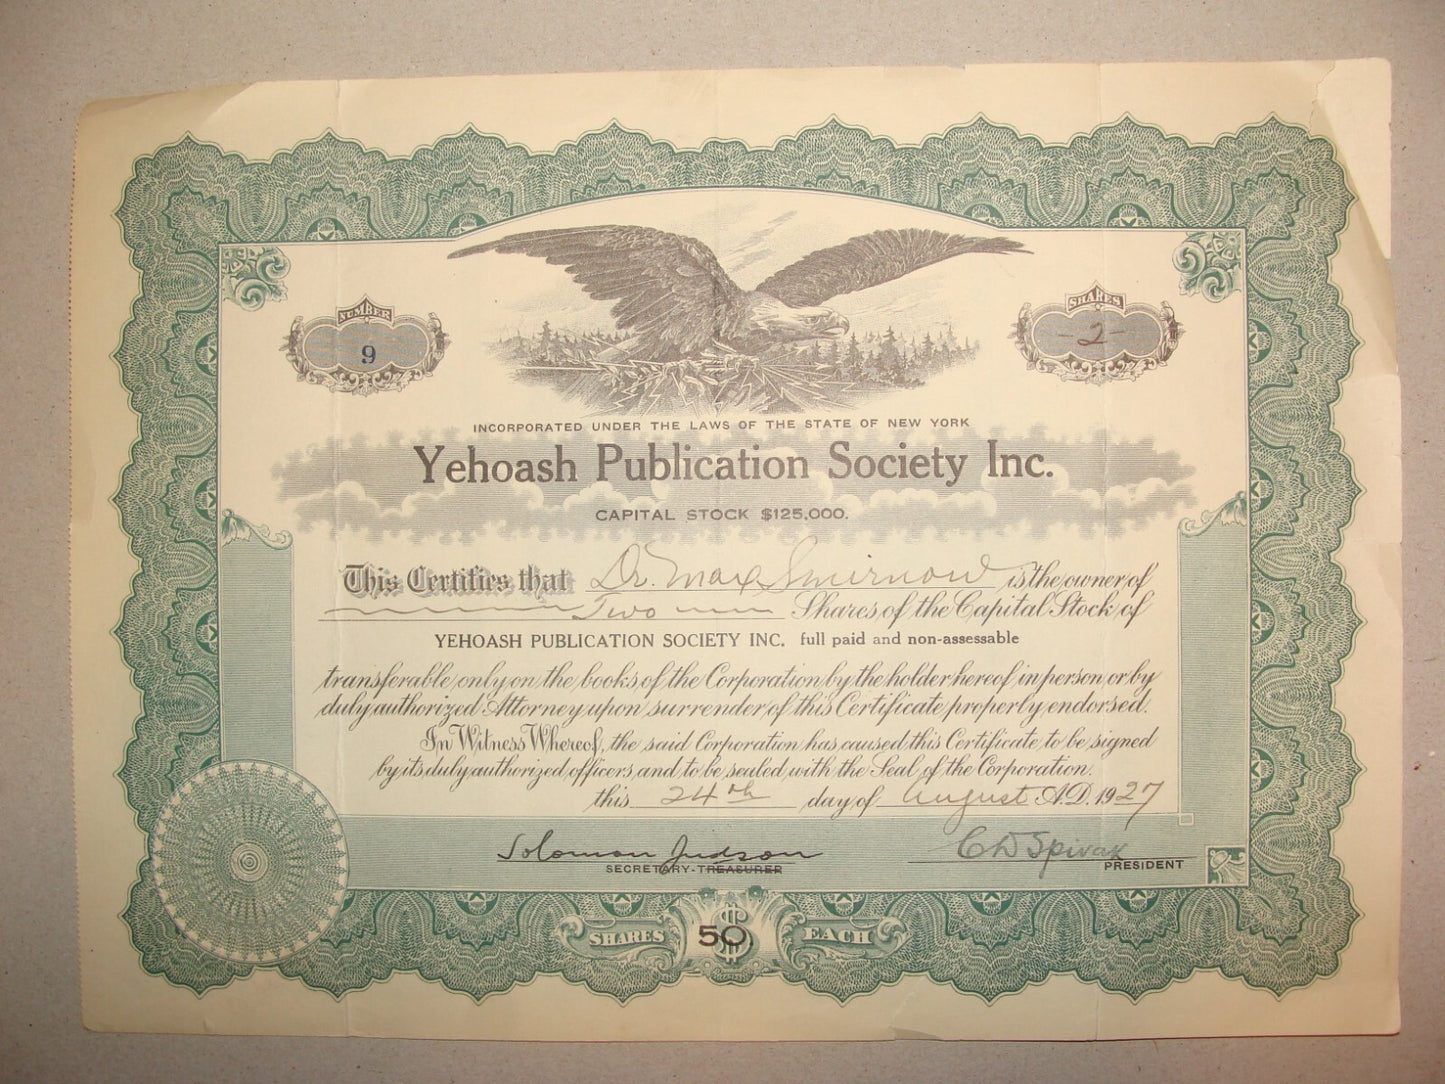 NUMBER
9
SHARES
-2-
INCORPORATED UNDER THE LAWS OF THE STATE OF NEW YORK
Yehoash Publication Society Inc.
CAPITAL STOCK $125,000.
This Certifies that Dr. Max Smirnow is the owner of
Two Shares of the Capital Stock of
YEHOASH PUBLICATION SOCIETY INC. full paid and non-assessable
transferable only on the books of the Corporation by the holder hereof in person or by
duly authorized Attorney upon surrender of this Certificate properly endorsed.
In Witness Whereof, the said Corporation has caused this Certificate to be signed
by its duly authorized officers and to be sealed with the Seal of the Corporation.
this 24th day of August A.D. 1927
Solomon Judson
SECRETARY-TREASURER
C D Spivak
PRESIDENT
SHARES $50. EACH